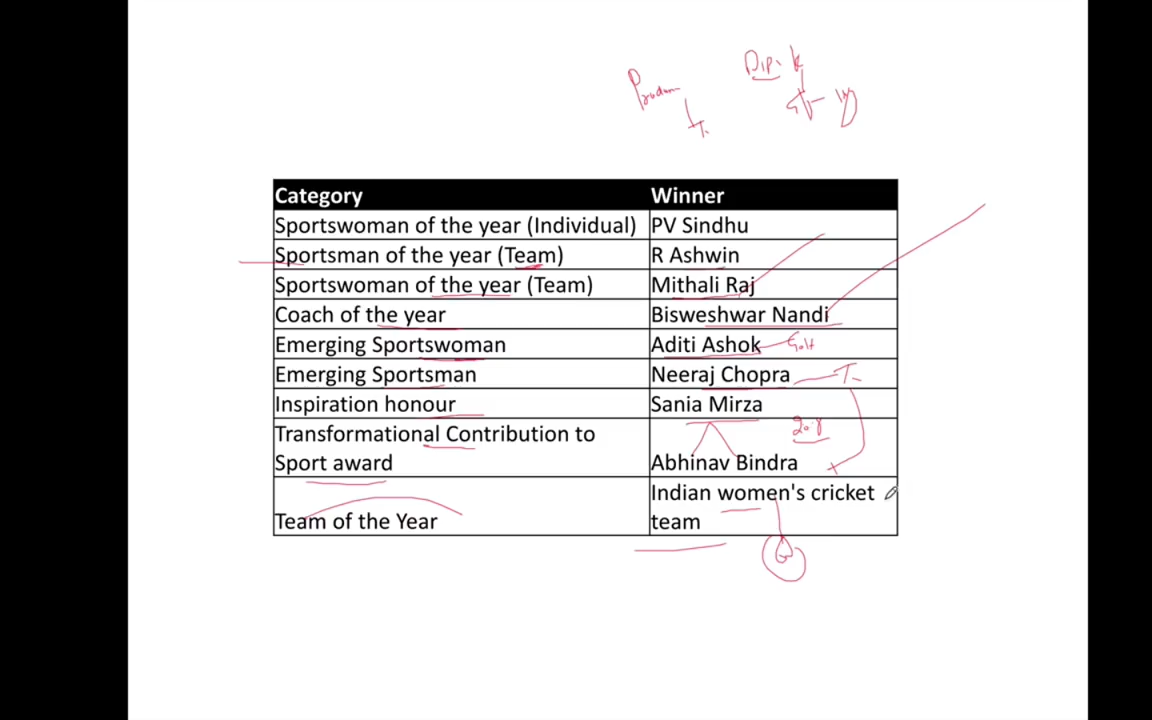 Dip. k
Category Winner
Sportswoman of the year (Individual) PV Sindhu
Sportsman of the year (Team) R Ashwin
Sportswoman of the year (Team) Mithali Raj
Coach of the year Bisweshwar Nandi
Emerging Sportswoman Aditi Ashok Golf
Emerging Sportsman Neeraj Chopra T
Inspiration honour Sania Mirza
Transformational Contribution to
Sport award Abhinav Bindra
Indian women's cricket
Team of the Year team